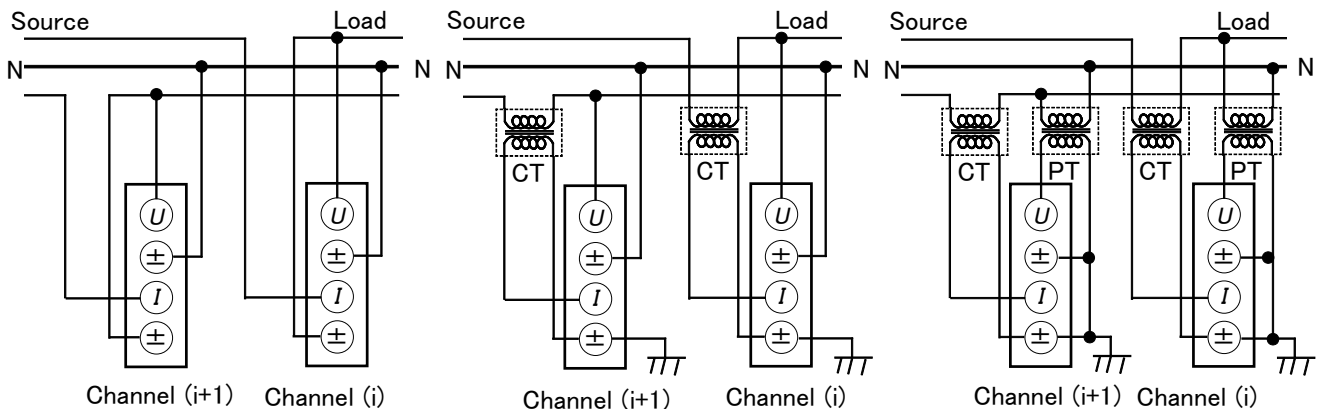 Source Load
N N
U U
± ±
I I
± ±
Channel (i+1) Channel (i)
Source Load
N N
CT CT
U U
± ±
I I
± ±
Channel (i+1) Channel (i)
Source Load
N N
CT PT CT PT
U U
± ±
I I
± ±
Channel (i+1) Channel (i)